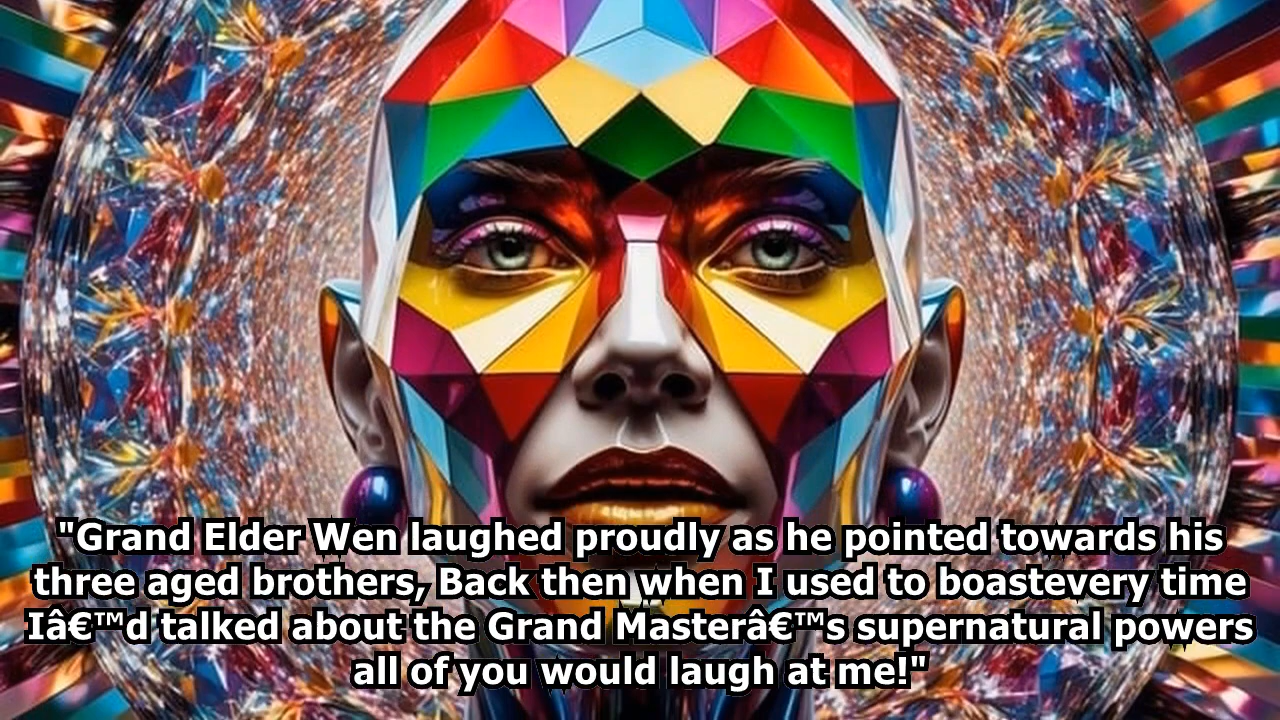 "Grand Elder Wen laughed proudly as he pointed towards his
three aged brothers, Back then when I used to boastevery time
Iâ€™d talked about the Grand Masterâ€™s supernatural powers
all of you would laugh at me!"